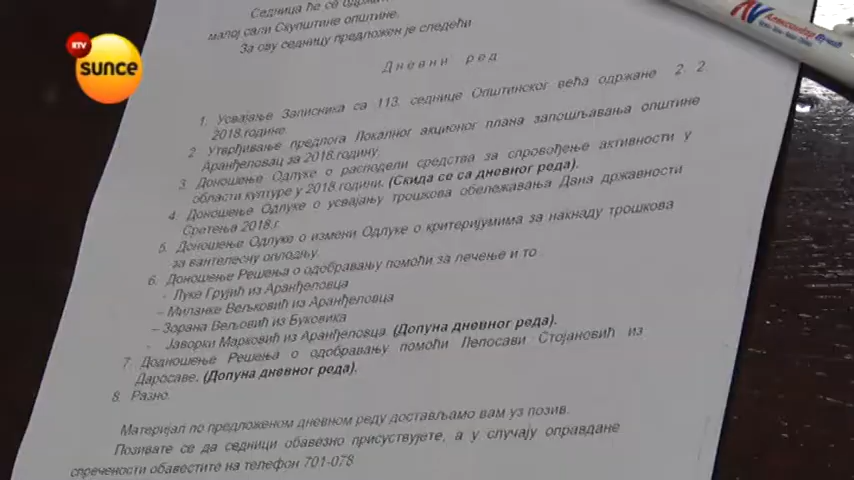 Седница ће се одржати
малој сали Скупштине општине.
За ову седницу предложен је следећи
Дневни ред
1. Усвајање Записника са 113. седнице Општинског већа одржане 2. 2.
2018.године
2. Утврђивање предлога Локалног акционог плана запошљавања општине
Аранђеловац за 2018.годину.
3. Доношење Одлуке о расподели средства за спровођење активности у
области културе у 2018.години. (Скида се са дневног реда).
4. Доношење Одлуке о усвајању трошкова обележавања Дана државности
Сретења 2018.г
5. Доношење Одлуке о измени Одлуке о критеријумима за накнаду трошкова
за вантелесну оплодњу.
6. Доношење Решења о одобравању помоћи за лечење и то
- Луке Грујић из Аранђеловца
– Миланке Вељковић из Аранђеловца
– Зорана Вељовић из Буковика
- Јаворки Марковић из Аранђеловца. (Допуна дневног реда).
7. Додношење Решења о одобравању помоћи Лепосави Стојановић из
Даросаве. (Допуна дневног реда).
8. Разно.
Материјал по предложеном дневном реду достављамо вам уз позив.
Позивате се да седници обавезно присуствујете, а у случају оправдане
спречености обавестите на телефон 701-078
RTV
sunce
AV Александар Вучић